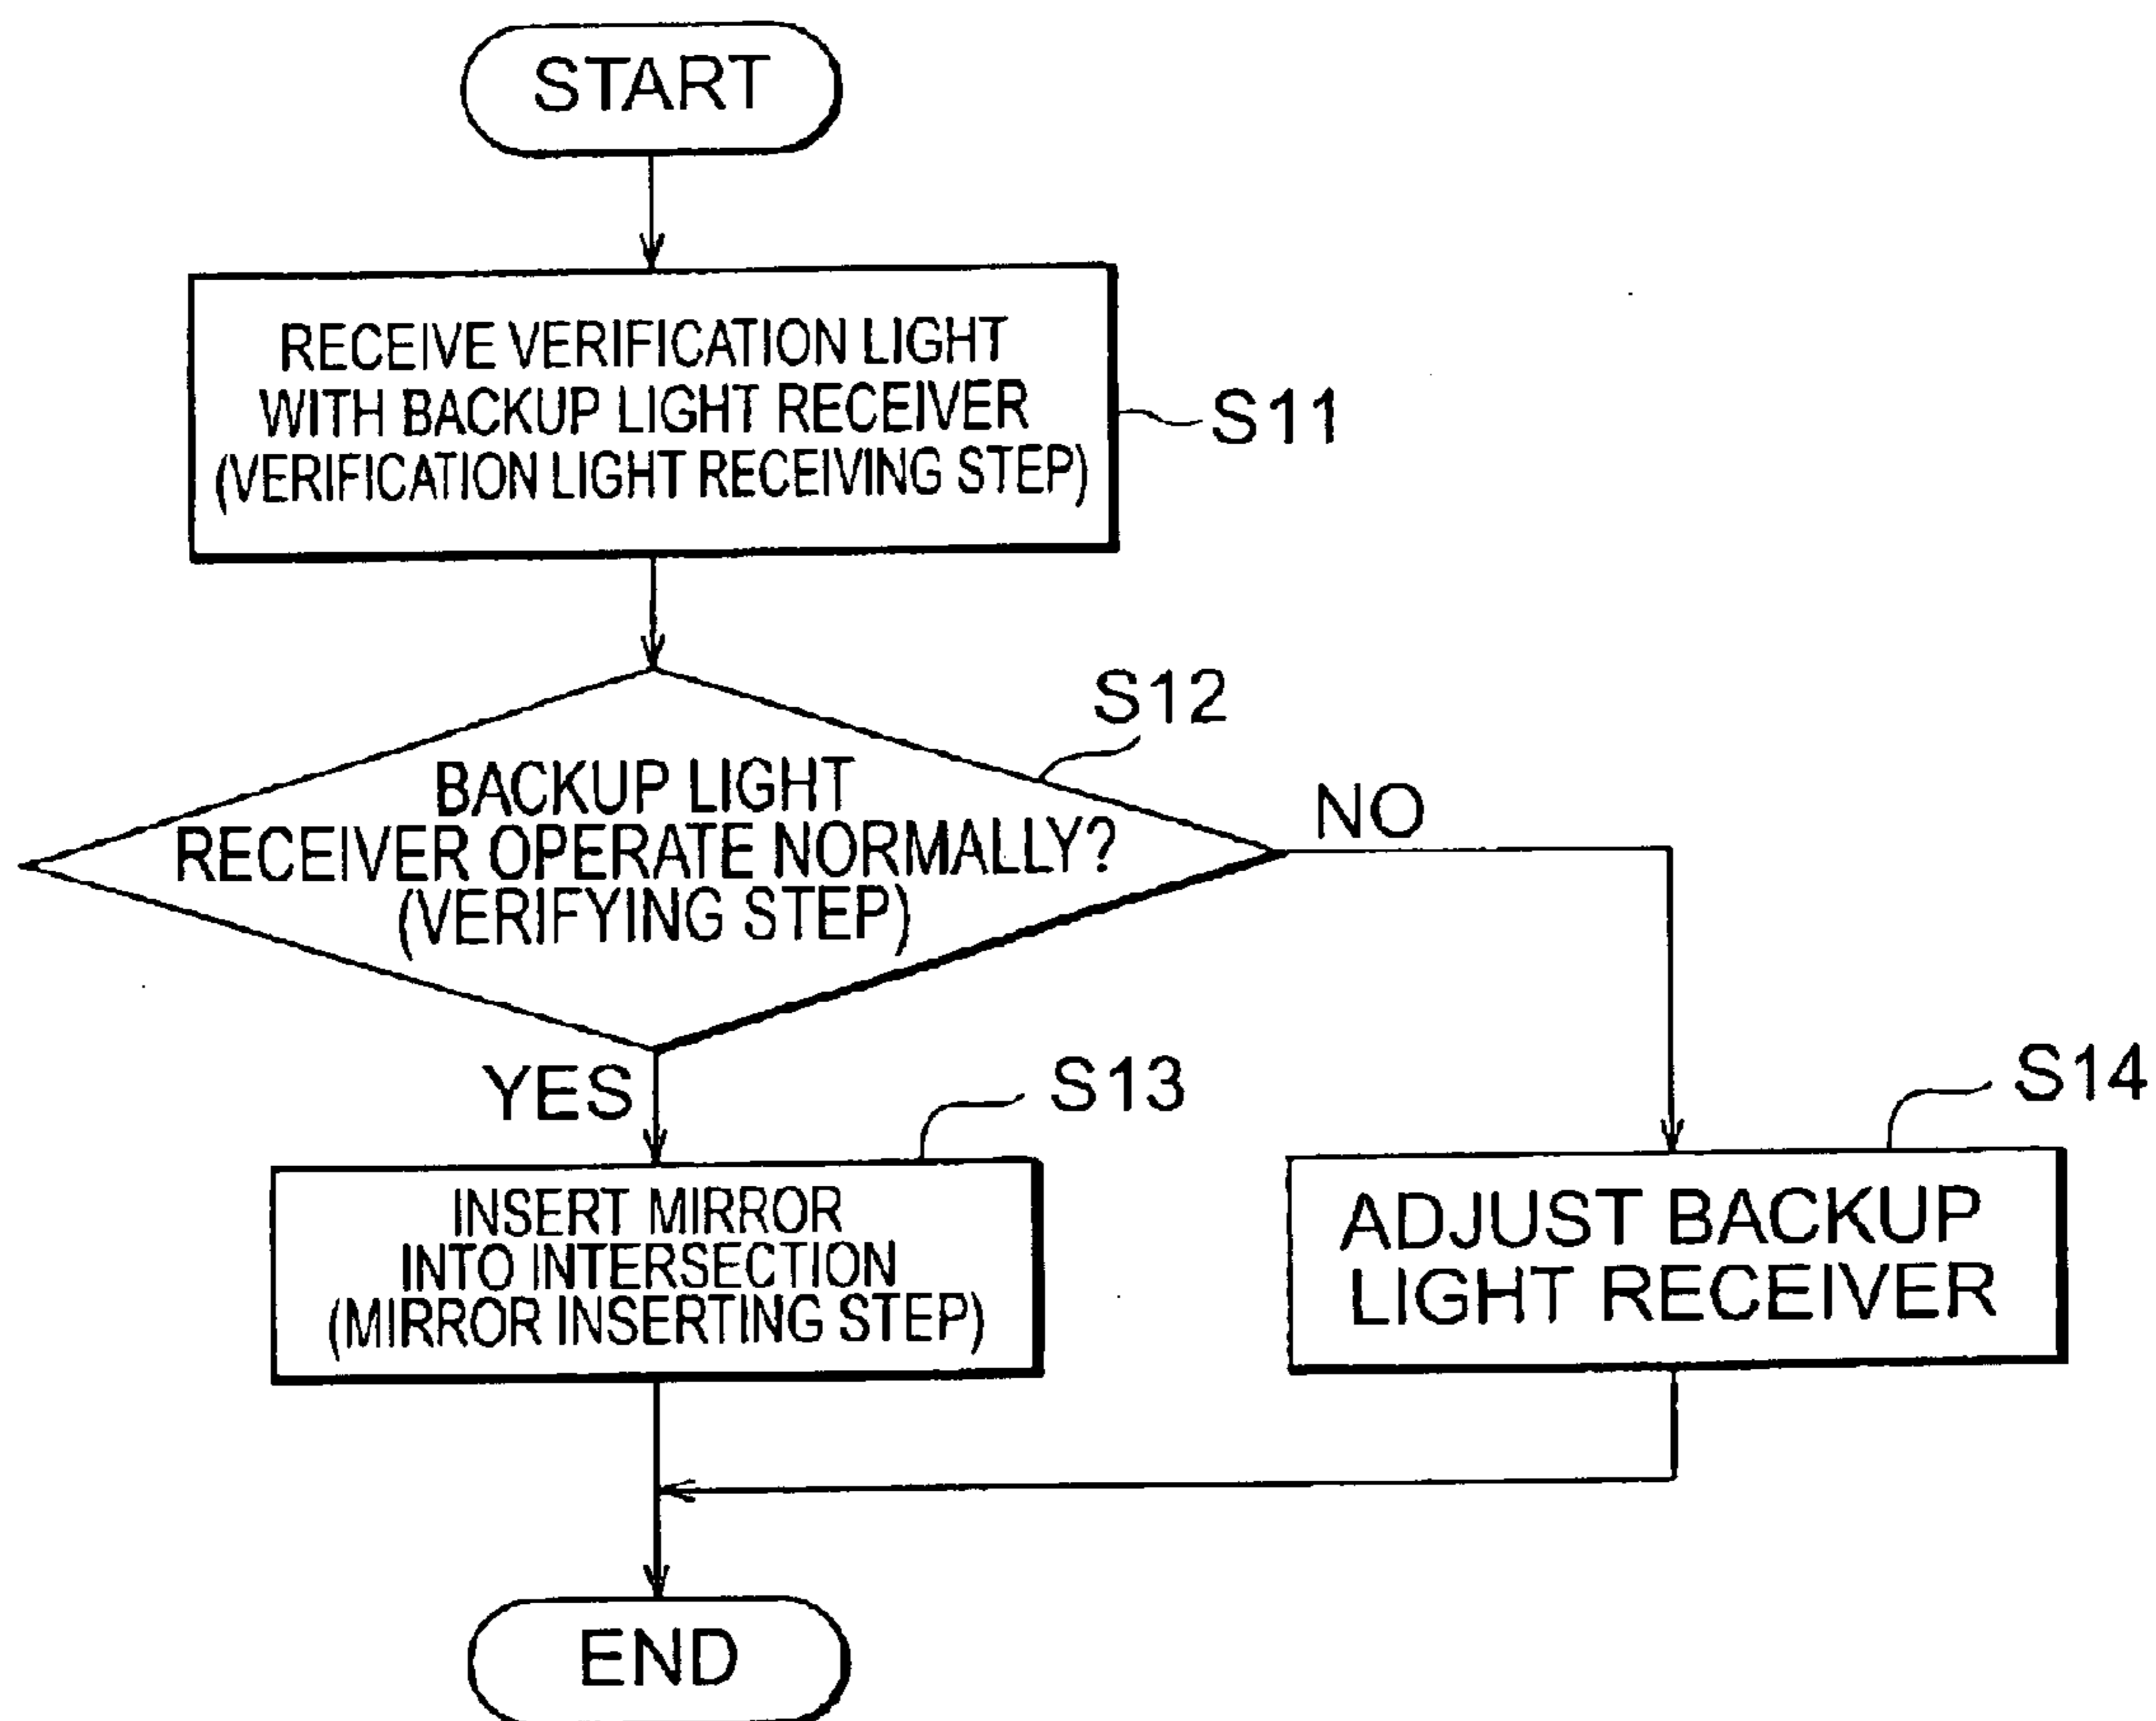 START
RECEIVE VERIFICATION LIGHT
WITH BACKUP LIGHT RECEIVER
(VERIFICATION LIGHT RECEIVING STEP)
S11
S12
BACKUP LIGHT
RECEIVER OPERATE NORMALLY?
(VERIFYING STEP)
NO
YES
S13
INSERT MIRROR
INTO INTERSECTION
(MIRROR INSERTING STEP)
S14
ADJUST BACKUP
LIGHT RECEIVER
END